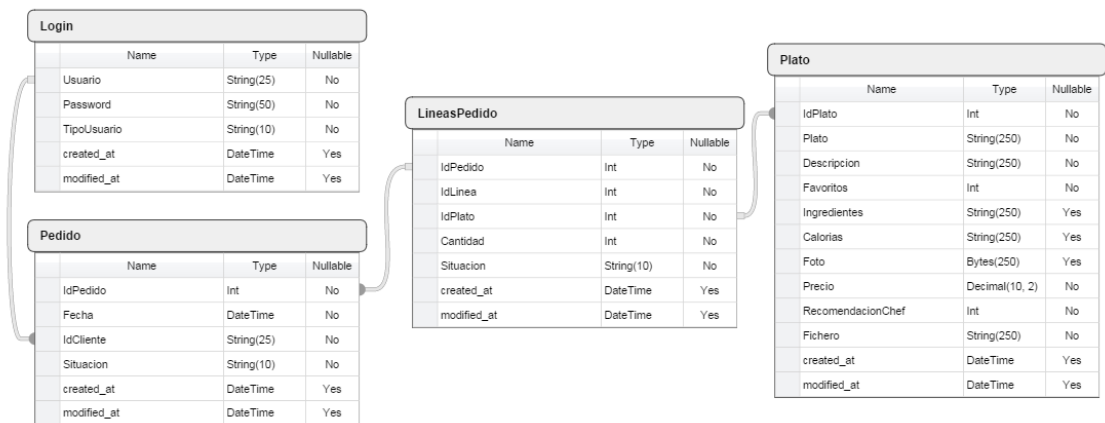 Login
Name Type Nullable
Usuario String(25) No
Password String(50) No
TipoUsuario String(10) No
created_at DateTime Yes
modified_at DateTime Yes
Pedido
Name Type Nullable
IdPedido Int No
Fecha DateTime No
IdCliente String(25) No
Situacion String(10) No
created_at DateTime Yes
modified_at DateTime Yes
LineasPedido
Name Type Nullable
IdPedido Int No
IdLinea Int No
IdPlato Int No
Cantidad Int No
Situacion String(10) No
created_at DateTime Yes
modified_at DateTime Yes
Plato
Name Type Nullable
IdPlato Int No
Plato String(250) No
Descripcion String(250) No
Favoritos Int No
Ingredientes String(250) Yes
Calorias String(250) Yes
Foto Bytes(250) Yes
Precio Decimal(10, 2) No
RecomendacionChef Int No
Fichero String(250) No
created_at DateTime Yes
modified_at DateTime Yes